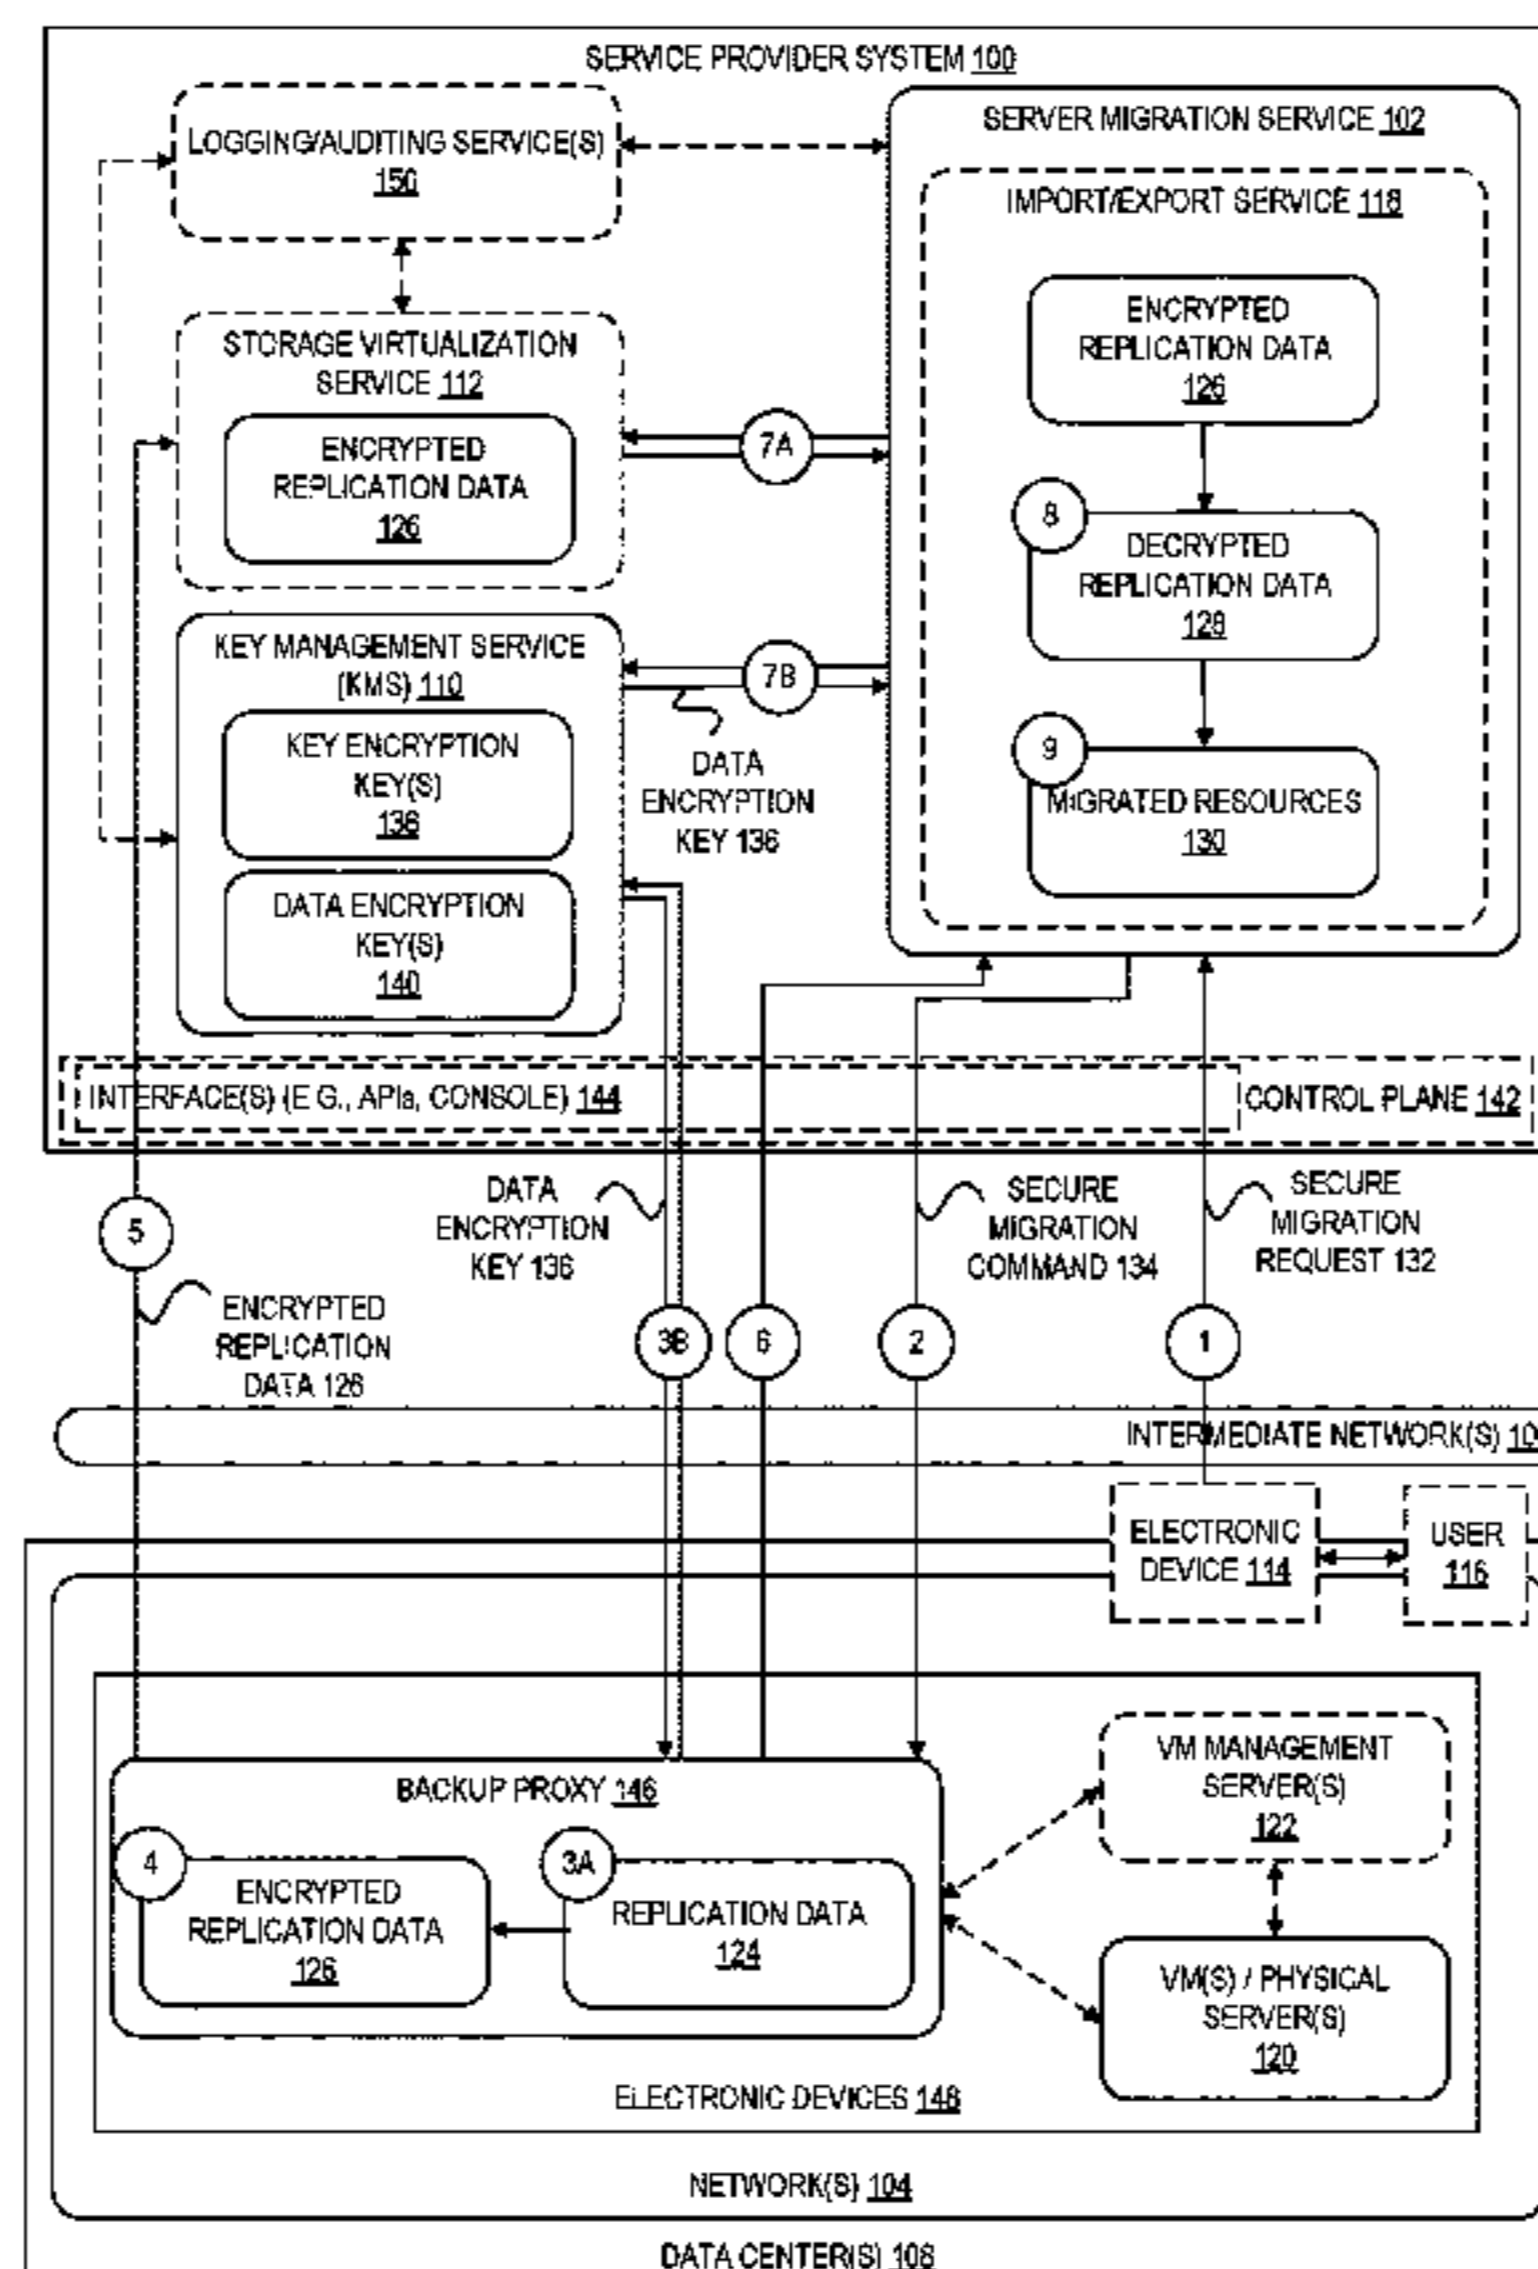 SERVICE PROVIDER SYSTEM 100
LOGGING/AUDITING SERVICE(S)
150
SERVER MIGRATION SERVICE 102
IMPORT/EXPORT SERVICE 118
ENCRYPTED
REPLICATION DATA
126
STORAGE VIRTUALIZATION
SERVICE 112
ENCRYPTED
REPLICATION DATA
126
7A
8
DECRYPTED
REPLICATION DATA
128
KEY MANAGEMENT SERVICE
(KMS) 110
7B
KEY ENCRYPTION
KEY(S)
136
DATA
ENCRYPTION
KEY 136
9
MIGRATED RESOURCES
130
DATA ENCRYPTION
KEY(S)
140
INTERFACE(S) (E.G., APIs, CONSOLE) 144
CONTROL PLANE 142
5
DATA
ENCRYPTION
KEY 136
SECURE
MIGRATION
COMMAND 134
SECURE
MIGRATION
REQUEST 132
ENCRYPTED
REPLICATION
DATA 126
3B
6
2
1
INTERMEDIATE NETWORK(S) 10
ELECTRONIC
DEVICE 114
USER
116
BACKUP PROXY 146
4
ENCRYPTED
REPLICATION DATA
126
3A
REPLICATION DATA
124
VM MANAGEMENT
SERVER(S)
122
VM(S) / PHYSICAL
SERVER(S)
120
ELECTRONIC DEVICES 148
NETWORK(S) 104
DATA CENTER(S) 108